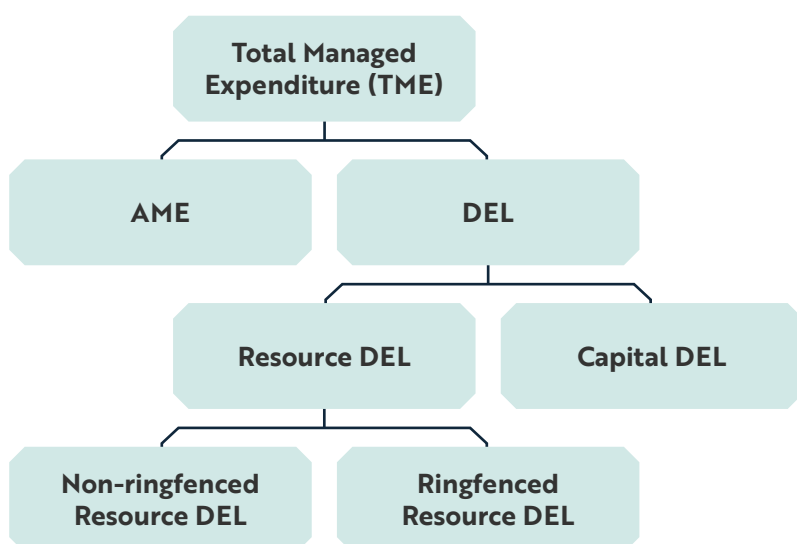 Total Managed
Expenditure (TME)
AME
DEL
Resource DEL
Capital DEL
Non-ringfenced
Resource DEL
Ringfenced
Resource DEL